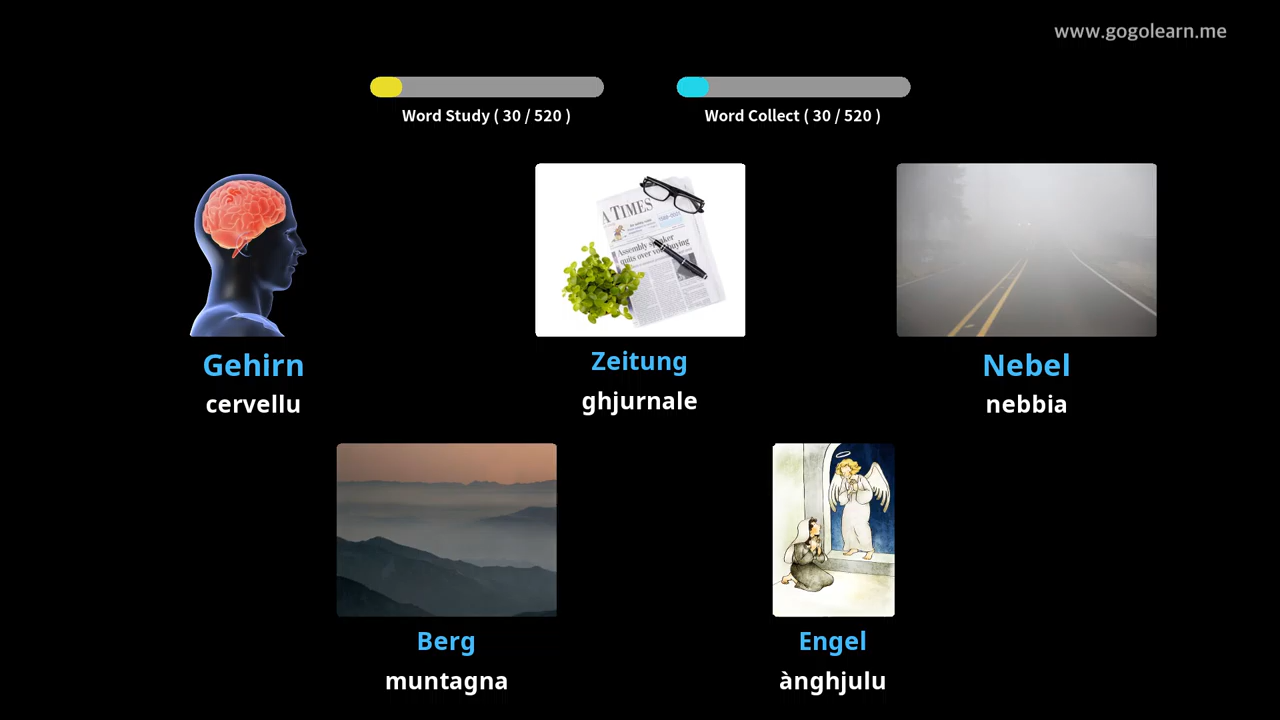 www.gogolearn.me
Word Study ( 30 / 520 )
Word Collect ( 30 / 520 )
A TIMES
Gehirn
cervellu
Zeitung
ghjurnale
Nebel
nebbia
Berg
muntagna
Engel
ànghjulu